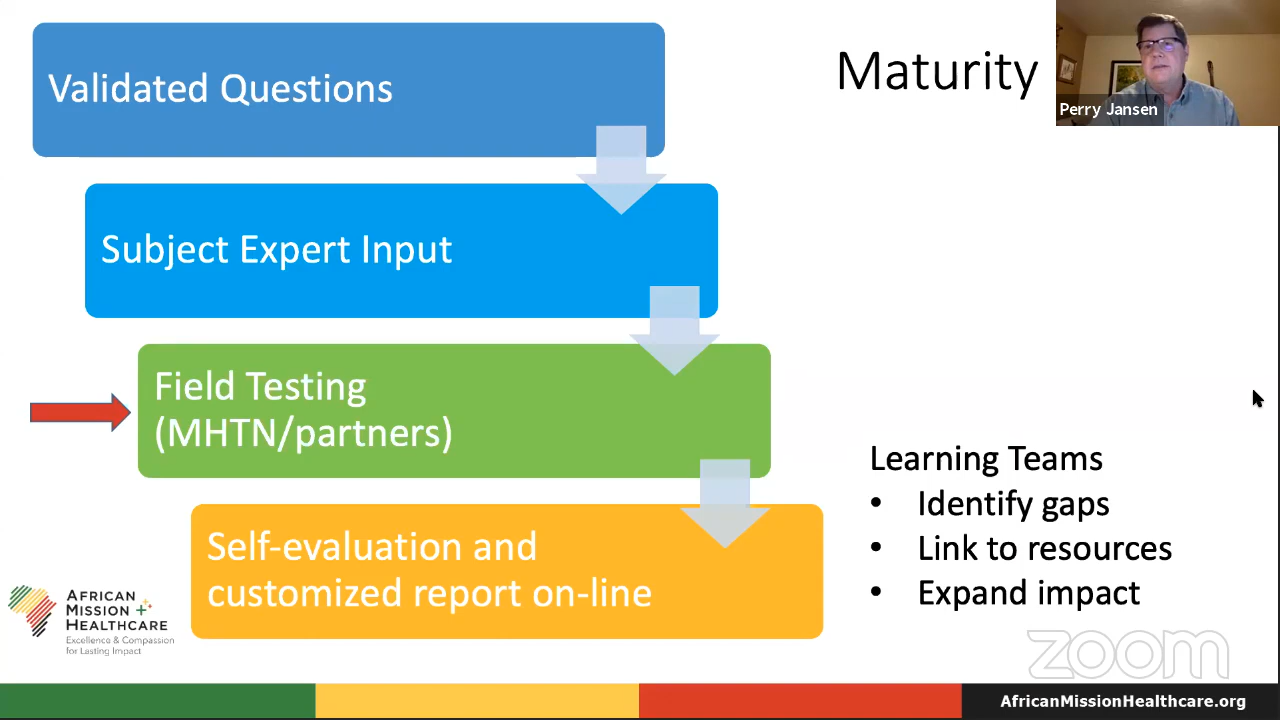 Validated Questions
Maturity
Perry Jansen
Subject Expert Input
Field Testing
(MHTN/partners)
Learning Teams
• Identify gaps
• Link to resources
• Expand impact
Self-evaluation and
customized report on-line
AFRICAN
MISSION
HEALTHCARE
Excellence & Compassion
for Lasting Impact
zoom
AfricanMissionHealthcare.org